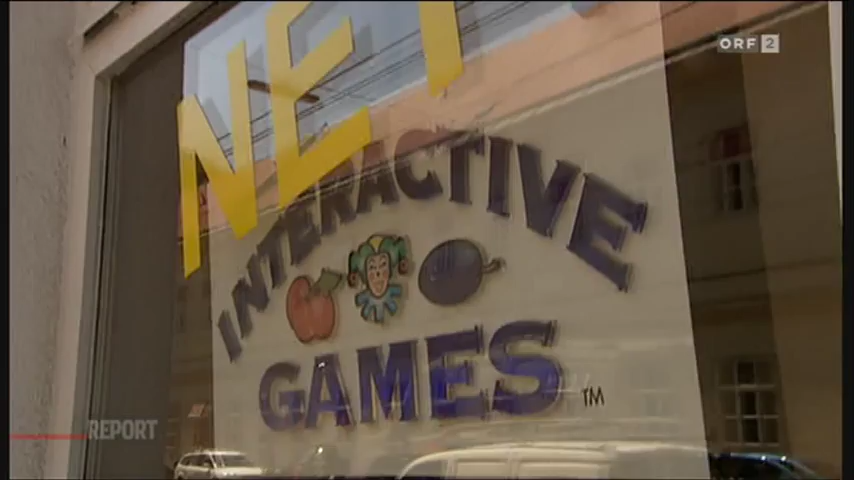 ORF 2
NET
INTERACTIVE
GAMES ™
REPORT